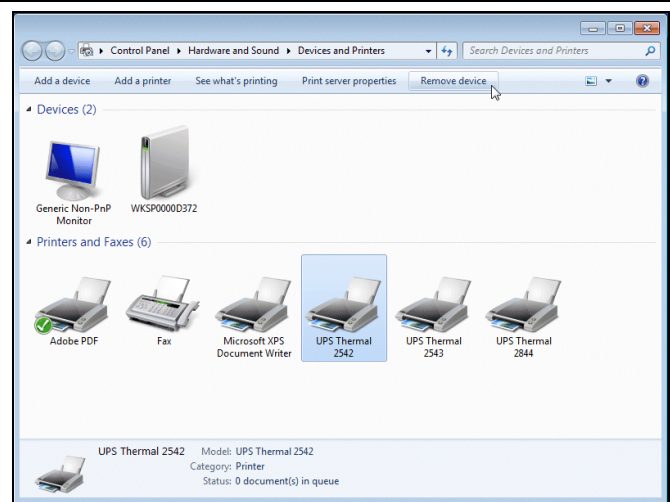 Control Panel ▸ Hardware and Sound ▸ Devices and Printers
Search Devices and Printers
Add a device Add a printer See what's printing Print server properties Remove device
Devices (2)
Generic Non-PnP
Monitor
WKSP0000D372
Printers and Faxes (6)
Adobe PDF
Fax
Microsoft XPS
Document Writer
UPS Thermal
2542
UPS Thermal
2543
UPS Thermal
2844
UPS Thermal 2542 Model: UPS Thermal 2542
Category: Printer
Status: 0 document(s) in queue